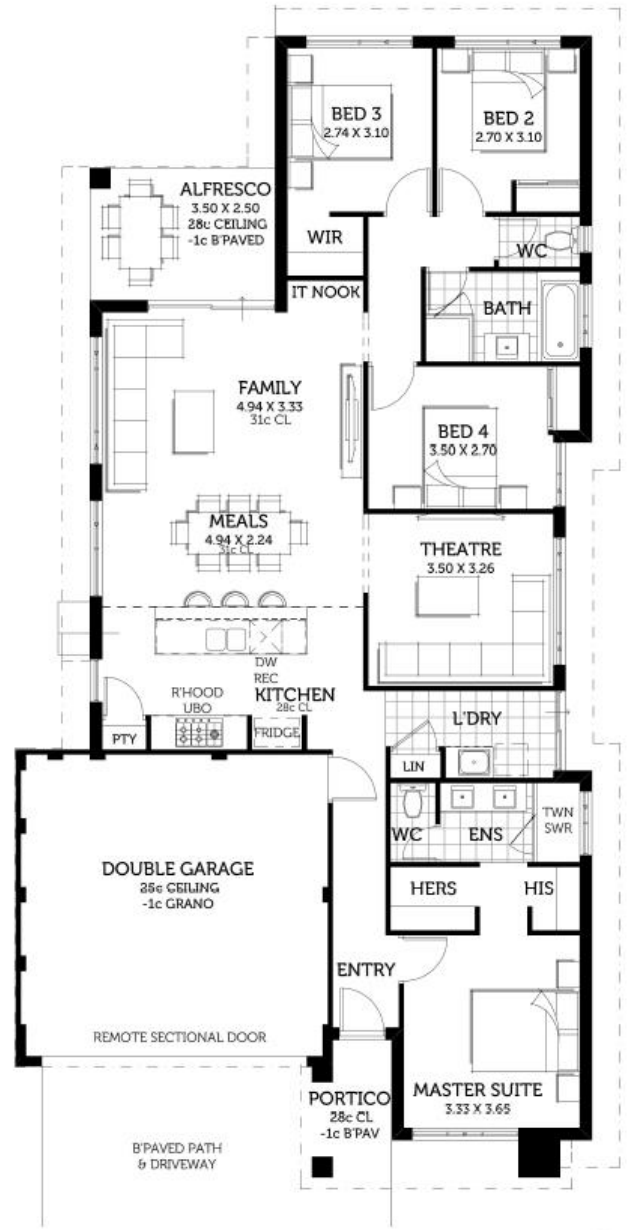 BED 3
2.74 X 3.10
BED 2
2.70 X 3.10
ALFRESCO
3.50 X 2.50
28c CEILING
-1c B'PAVED
WIR
WC
IT NOOK
BATH
FAMILY
4.94 X 3.33
31c CL
BED 4
3.50 X 2.70
MEALS
4.94 X 2.24
31c CL
THEATRE
3.50 X 3.26
DW
REC
KITCHEN
28c CL
R'HOOD
UBO
FRIDGE
PTY
L'DRY
LIN
WC
ENS
TWN
SWR
DOUBLE GARAGE
25c CEILING
-1c GRANO
HERS
HIS
ENTRY
REMOTE SECTIONAL DOOR
MASTER SUITE
3.33 X 3.65
PORTICO
28c CL
-1c B'PAV
B'PAVED PATH
& DRIVEWAY